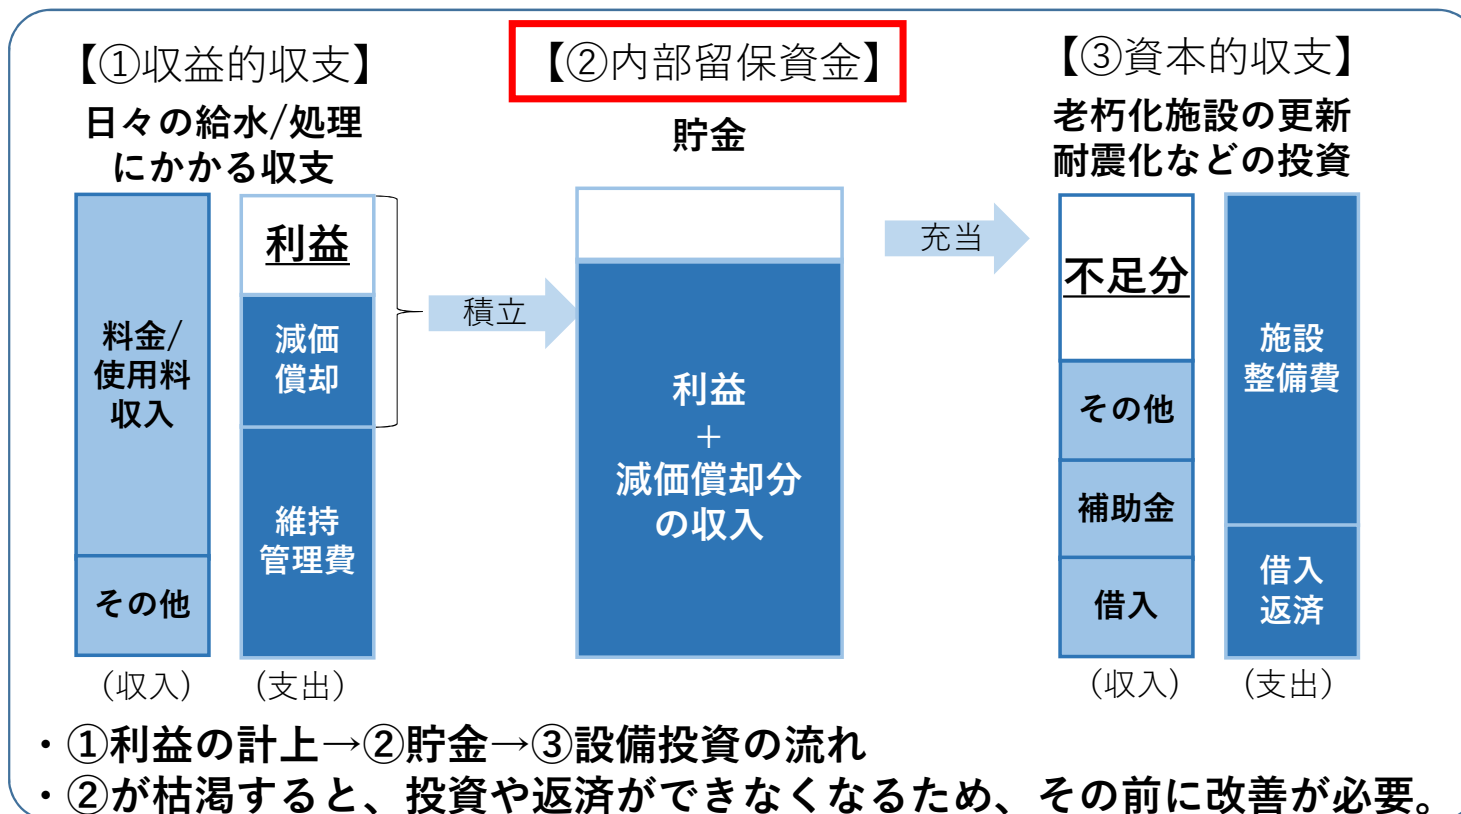 【①収益的収支】
日々の給水/処理
にかかる収支
料金/
使用料
収入
その他
(収入)
利益
減価
償却
維持
管理費
(支出)
積立
【②内部留保資金】
貯金
利益
＋
減価償却分
の収入
充当
【③資本的収支】
老朽化施設の更新
耐震化などの投資
不足分
その他
補助金
借入
(収入)
施設
整備費
借入
返済
(支出)
・①利益の計上→②貯金→③設備投資の流れ
・②が枯渇すると、投資や返済ができなくなるため、その前に改善が必要。